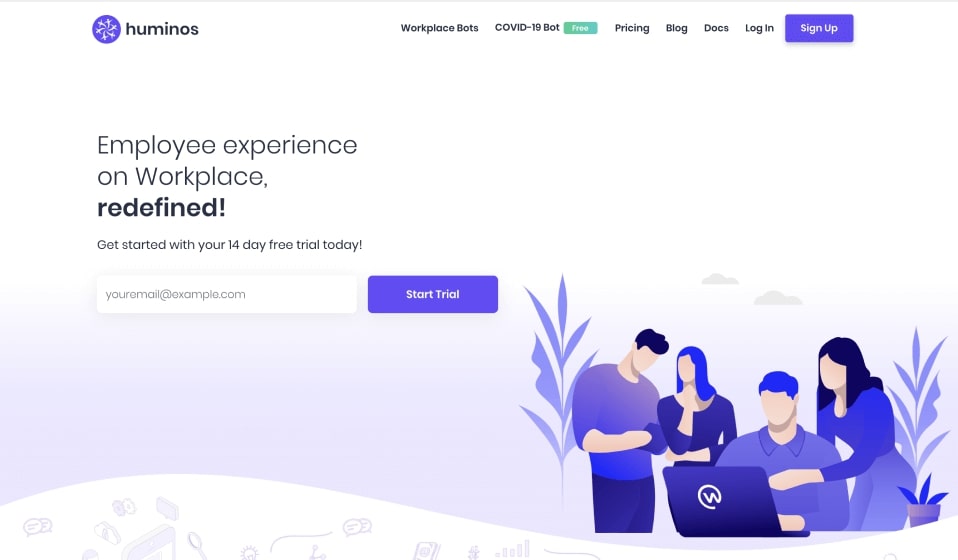 huminos
Workplace Bots COVID-19 Bot Free Pricing Blog Docs Log In Sign Up
Employee experience
on Workplace,
redefined!
Get started with your 14 day free trial today!
youremail@example.com Start Trial